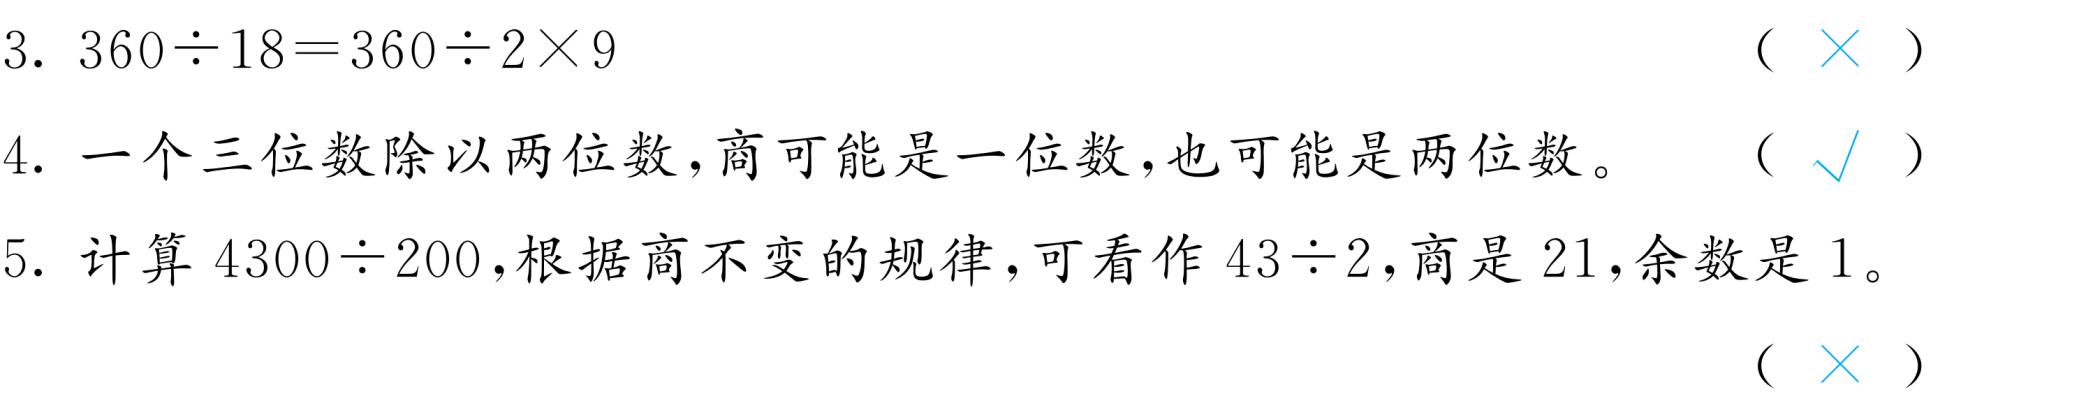 3. 360÷18=360÷2×9 ( × )
4. 一个三位数除以两位数,商可能是一位数,也可能是两位数。 ( √ )
5. 计算 4300÷200,根据商不变的规律,可看作 43÷2,商是 21,余数是 1。
( × )